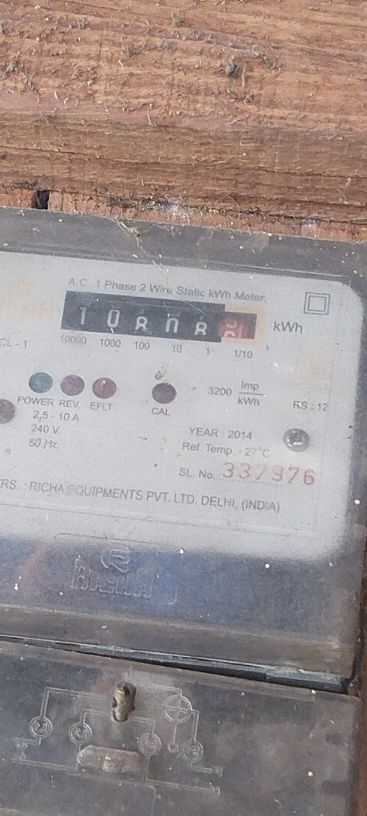 A.C. 1 Phase 2 Wire Static kWh Meter.
kWh
CL - 1
10000 1000 100 10 1 1/10
3200 Imp
kWh
POWER REV. EFLT
CAL
RS : 12
2,5 - 10 A
240 V.
50 Hz.
YEAR : 2014
Ref. Temp. - 27°C
SL. No. 337976
RS. : RICHA EQUIPMENTS PVT. LTD. DELHI, (INDIA)
R
RICHA